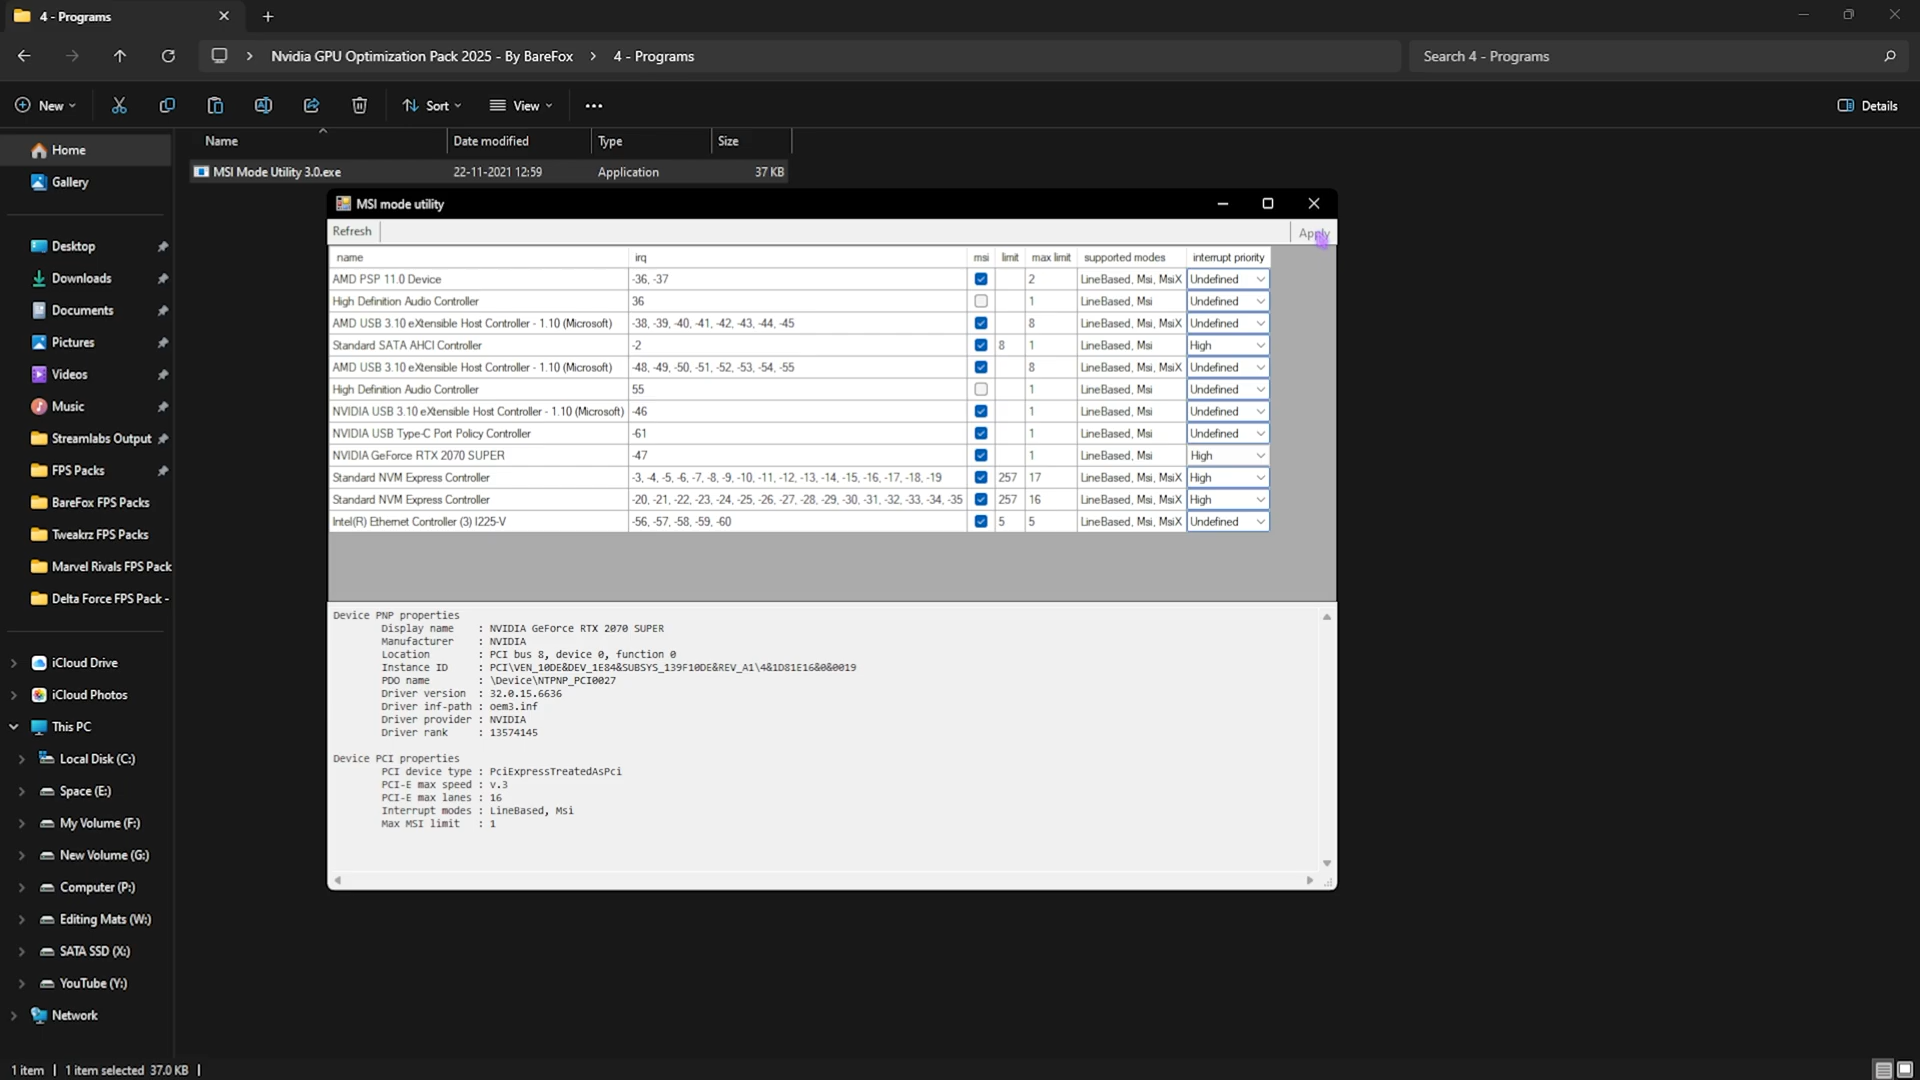 4 - Programs
Nvidia GPU Optimization Pack 2025 - By BareFox > 4 - Programs
Search 4 - Programs
New
Sort
View
Details
Name
Date modified
Type
Size
Home
Gallery
MSI Mode Utility 3.0.exe 22-11-2021 12:59 Application 37 KB
Desktop
Downloads
Documents
Pictures
Videos
Music
Streamlabs Output
FPS Packs
BareFox FPS Packs
Tweakrz FPS Packs
Marvel Rivals FPS Pack
Delta Force FPS Pack -
iCloud Drive
iCloud Photos
This PC
Local Disk (C:)
Space (E:)
My Volume (F:)
New Volume (G:)
Computer (P:)
Editing Mats (W:)
SATA SSD (X:)
YouTube (Y:)
Network
MSI mode utility
Refresh
Apply
name irq msi limit max limit supported modes interrupt priority
AMD PSP 11.0 Device -36, -37 2 LineBased, Msi, MsiX Undefined
High Definition Audio Controller 36 1 LineBased, Msi Undefined
AMD USB 3.10 eXtensible Host Controller - 1.10 (Microsoft) -38, -39, -40, -41, -42, -43, -44, -45 8 LineBased, Msi, MsiX Undefined
Standard SATA AHCI Controller -2 8 1 LineBased, Msi High
AMD USB 3.10 eXtensible Host Controller - 1.10 (Microsoft) -48, -49, -50, -51, -52, -53, -54, -55 8 LineBased, Msi, MsiX Undefined
High Definition Audio Controller 55 1 LineBased, Msi Undefined
NVIDIA USB 3.10 eXtensible Host Controller - 1.10 (Microsoft) -46 1 LineBased, Msi Undefined
NVIDIA USB Type-C Port Policy Controller -61 1 LineBased, Msi Undefined
NVIDIA GeForce RTX 2070 SUPER -47 1 LineBased, Msi High
Standard NVM Express Controller -3, -4, -5, -6, -7, -8, -9, -10, -11, -12, -13, -14, -15, -16, -17, -18, -19 257 17 LineBased, Msi, MsiX High
Standard NVM Express Controller -20, -21, -22, -23, -24, -25, -26, -27, -28, -29, -30, -31, -32, -33, -34, -35 257 16 LineBased, Msi, MsiX High
Intel(R) Ethernet Controller (3) I225-V -56, -57, -58, -59, -60 5 5 LineBased, Msi, MsiX Undefined
Device PNP properties
Display name : NVIDIA GeForce RTX 2070 SUPER
Manufacturer : NVIDIA
Location : PCI bus 8, device 0, function 0
Instance ID : PCI\VEN_10DE&DEV_1E84&SUBSYS_139F10DE&REV_A1\4&1D81E16&0&0019
PDO name : \Device\NTPNP_PCI0027
Driver version : 32.0.15.6636
Driver inf-path : oem3.inf
Driver provider : NVIDIA
Driver rank : 13574145
Device PCI properties
PCI device type : PciExpressTreatedAsPci
PCI-E max speed : v.3
PCI-E max lanes : 16
Interrupt modes : LineBased, Msi
Max MSI limit : 1
1 item | 1 item selected 37.0 KB |